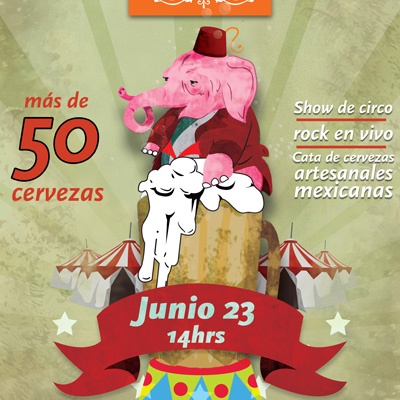 más de
50
cervezas
Show de circo
rock en vivo
Cata de cervezas
artesanales
mexicanas
Junio 23
14hrs